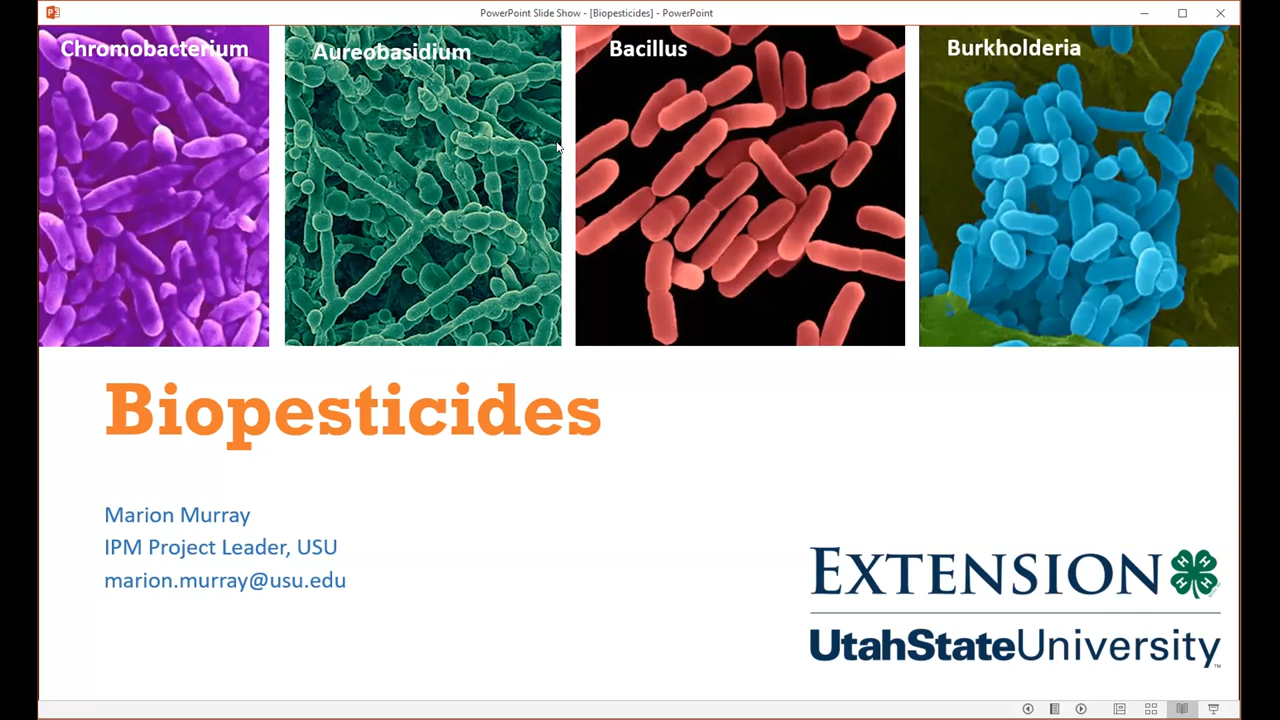 PowerPoint Slide Show - [Biopesticides] - PowerPoint
Chromobacterium
Aureobasidium
Bacillus
Burkholderia
Biopesticides
Marion Murray
IPM Project Leader, USU
marion.murray@usu.edu
EXTENSION
H H H H
UtahStateUniversity
TM